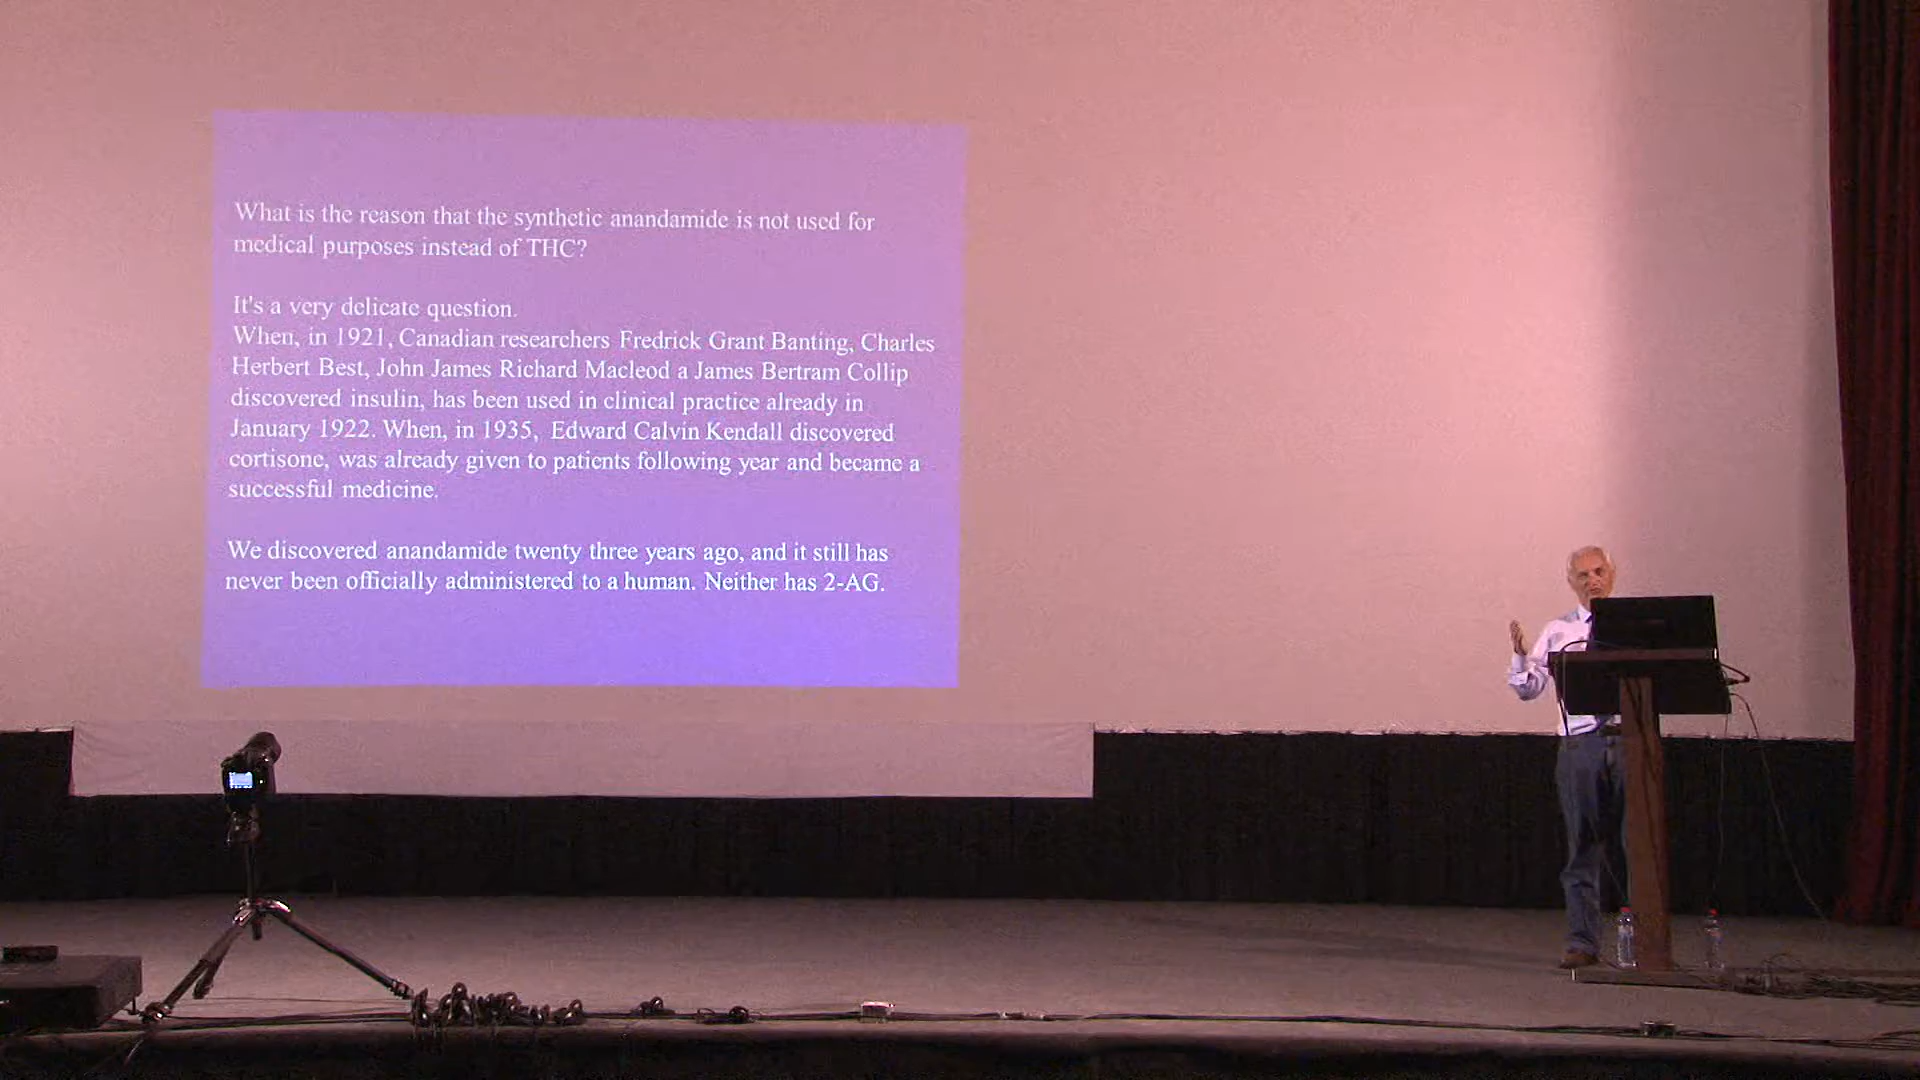 What is the reason that the synthetic anandamide is not used for
medical purposes instead of THC?
It's a very delicate question.
When, in 1921, Canadian researchers Fredrick Grant Banting, Charles
Herbert Best, John James Richard Macleod a James Bertram Collip
discovered insulin, has been used in clinical practice already in
January 1922. When, in 1935, Edward Calvin Kendall discovered
cortisone, was already given to patients following year and became a
successful medicine.
We discovered anandamide twenty three years ago, and it still has
never been officially administered to a human. Neither has 2-AG.